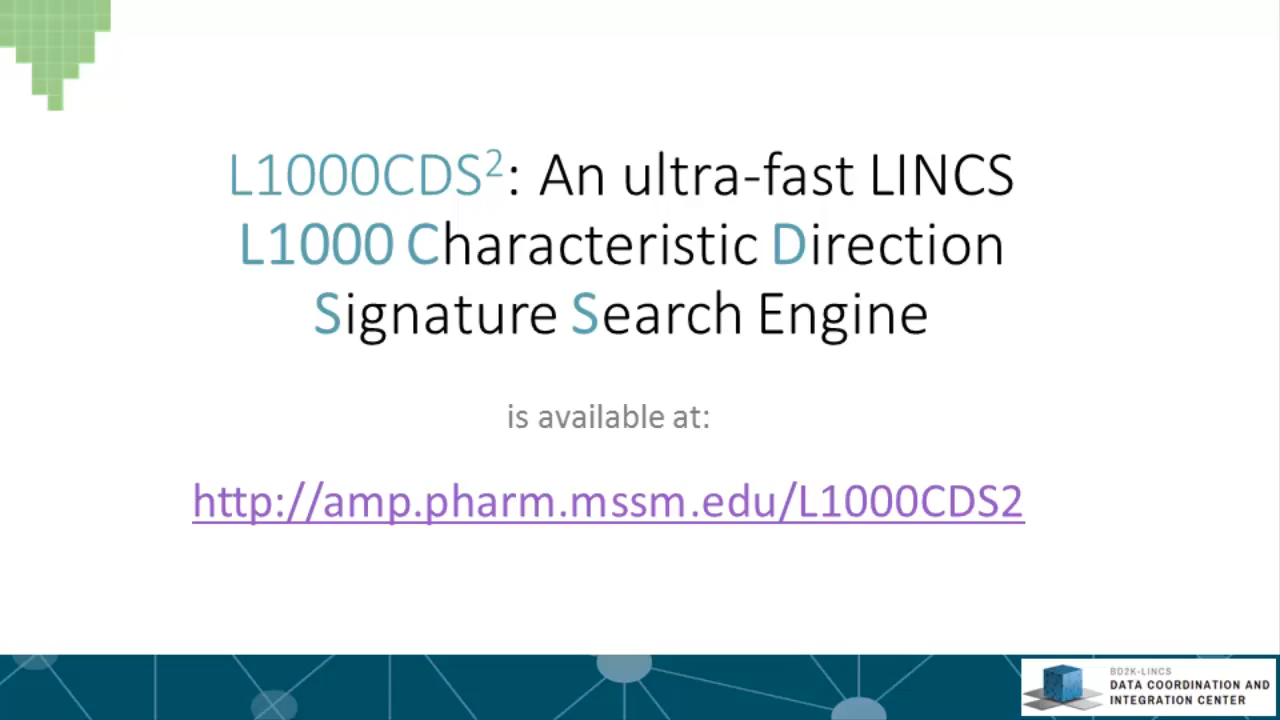 L1000CDS²: An ultra-fast LINCS
L1000 Characteristic Direction
Signature Search Engine
is available at:
http://amp.pharm.mssm.edu/L1000CDS2
BD2K-LINCS
DATA COORDINATION AND
INTEGRATION CENTER